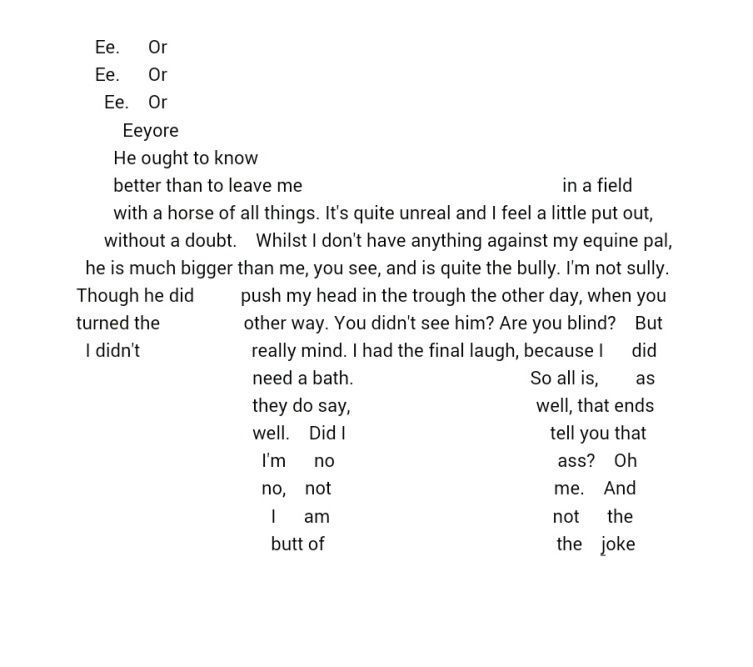 Ee. Or
Ee. Or
Ee. Or
Eeyore
He ought to know
better than to leave me in a field
with a horse of all things. It's quite unreal and I feel a little put out,
without a doubt. Whilst I don't have anything against my equine pal,
he is much bigger than me, you see, and is quite the bully. I'm not sully.
Though he did push my head in the trough the other day, when you
turned the other way. You didn't see him? Are you blind? But
I didn't really mind. I had the final laugh, because I did
need a bath. So all is, as
they do say, well, that ends
well. Did I tell you that
I'm no ass? Oh
no, not me. And
I am not the
butt of the joke